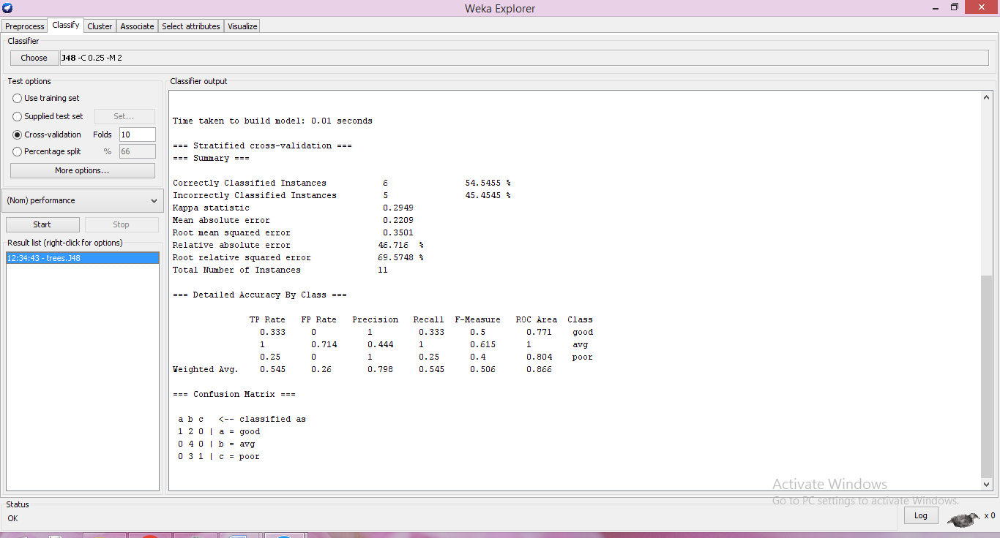 Weka Explorer
Preprocess Classify Cluster Associate Select attributes Visualize
Classifier
Choose J48 -C 0.25 -M 2
Test options
Use training set
Supplied test set Set...
Cross-validation Folds 10
Percentage split % 66
More options...
(Nom) performance
Start Stop
Result list (right-click for options)
12:34:43 - trees.J48
Classifier output
Time taken to build model: 0.01 seconds
=== Stratified cross-validation ===
=== Summary ===
Correctly Classified Instances 6 54.5455 %
Incorrectly Classified Instances 5 45.4545 %
Kappa statistic 0.2949
Mean absolute error 0.2209
Root mean squared error 0.3501
Relative absolute error 46.716 %
Root relative squared error 69.5748 %
Total Number of Instances 11
=== Detailed Accuracy By Class ===
TP Rate FP Rate Precision Recall F-Measure ROC Area Class
0.333 0 1 0.333 0.5 0.771 good
1 0.714 0.444 1 0.615 1 avg
0.25 0 1 0.25 0.4 0.804 poor
Weighted Avg. 0.545 0.26 0.798 0.545 0.506 0.866
=== Confusion Matrix ===
a b c <-- classified as
1 2 0 | a = good
0 4 0 | b = avg
0 3 1 | c = poor
Activate Windows
Go to PC settings to activate Windows.
Status
OK
Log x 0